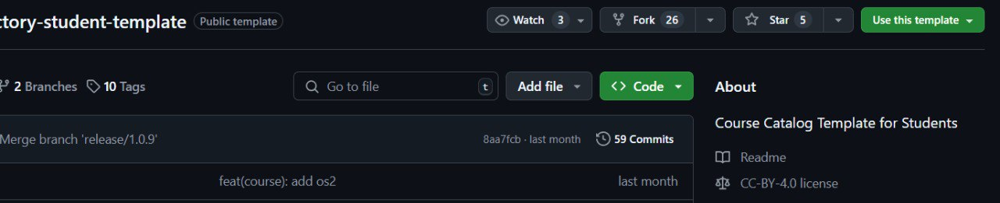 ctory-student-template Public template Watch 3 Fork 26 Star 5 Use this template
2 Branches 10 Tags Go to file t Add file Code About
Course Catalog Template for Students
Merge branch 'release/1.0.9' 8aa7fcb · last month 59 Commits
Readme
feat(course): add os2 last month
CC-BY-4.0 license